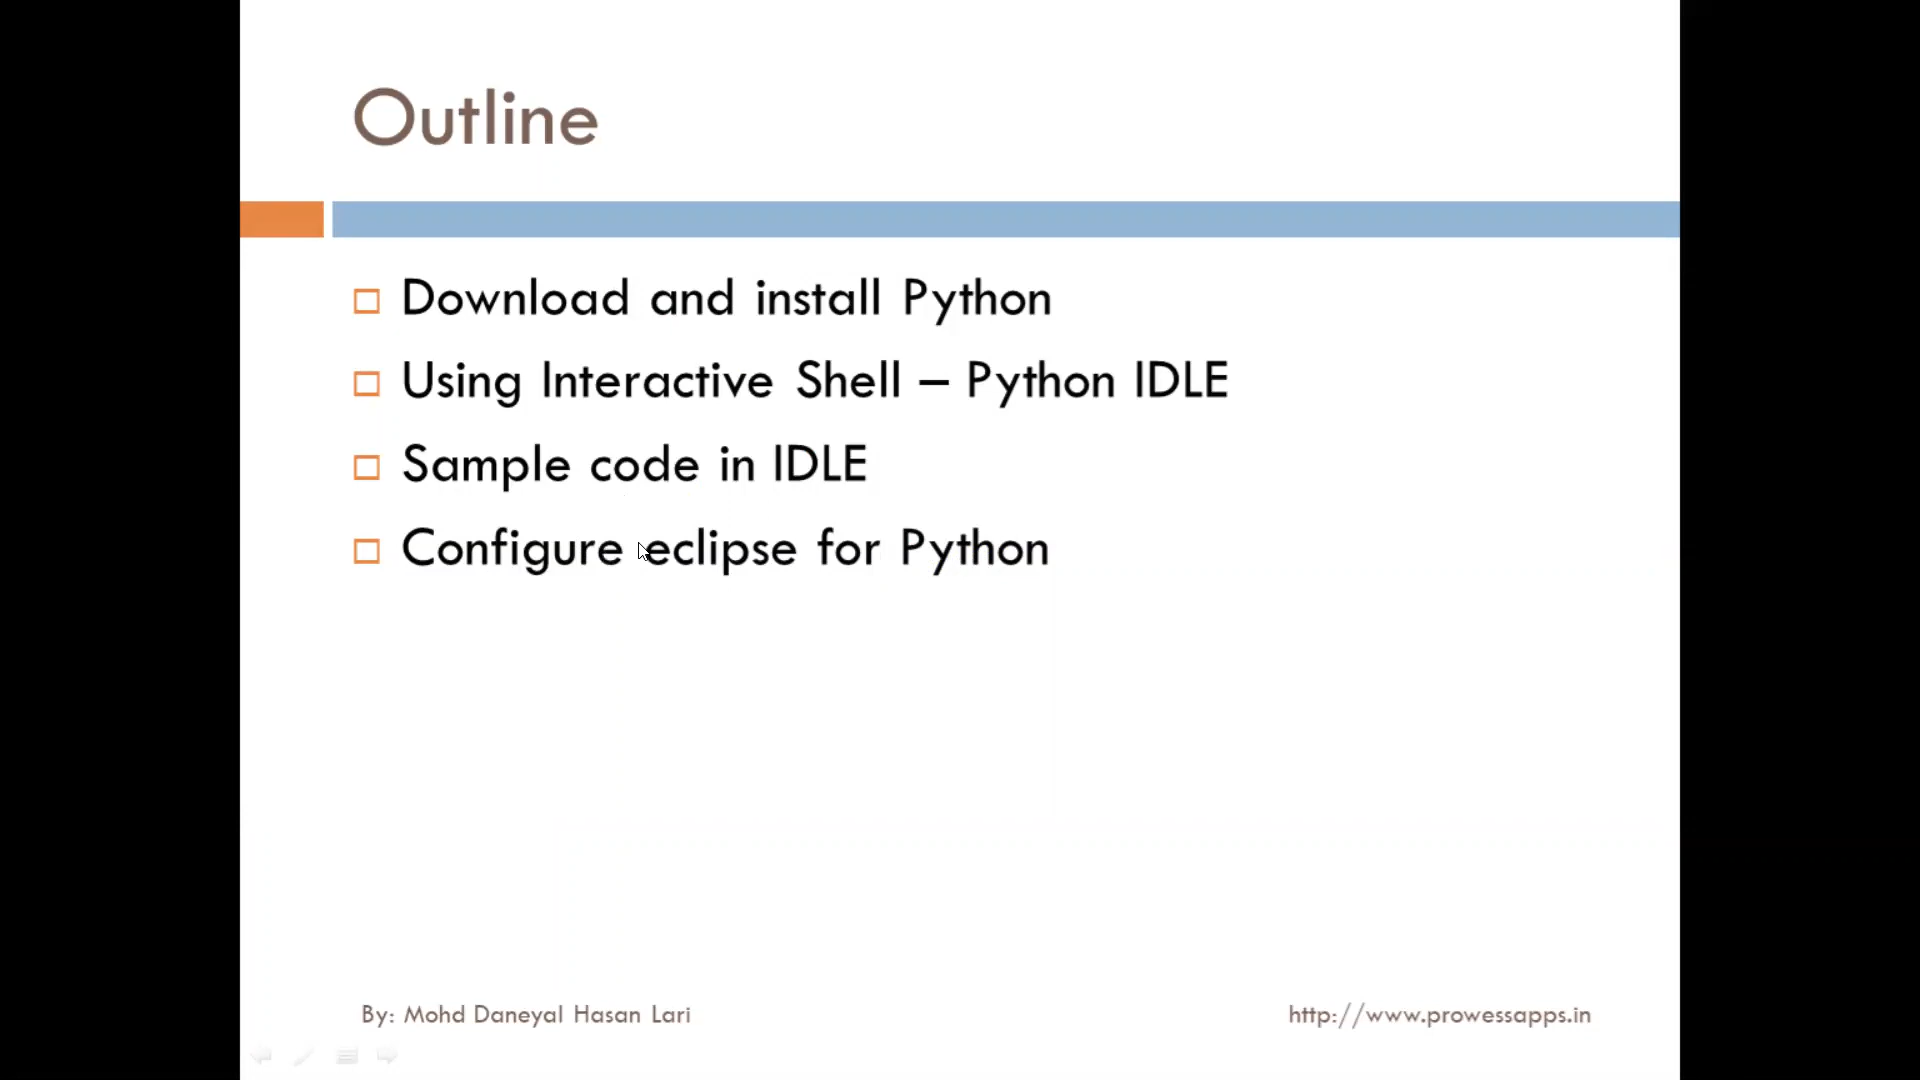 Outline
Download and install Python
Using Interactive Shell – Python IDLE
Sample code in IDLE
Configure eclipse for Python
By: Mohd Daneyal Hasan Lari
http://www.prowessapps.in